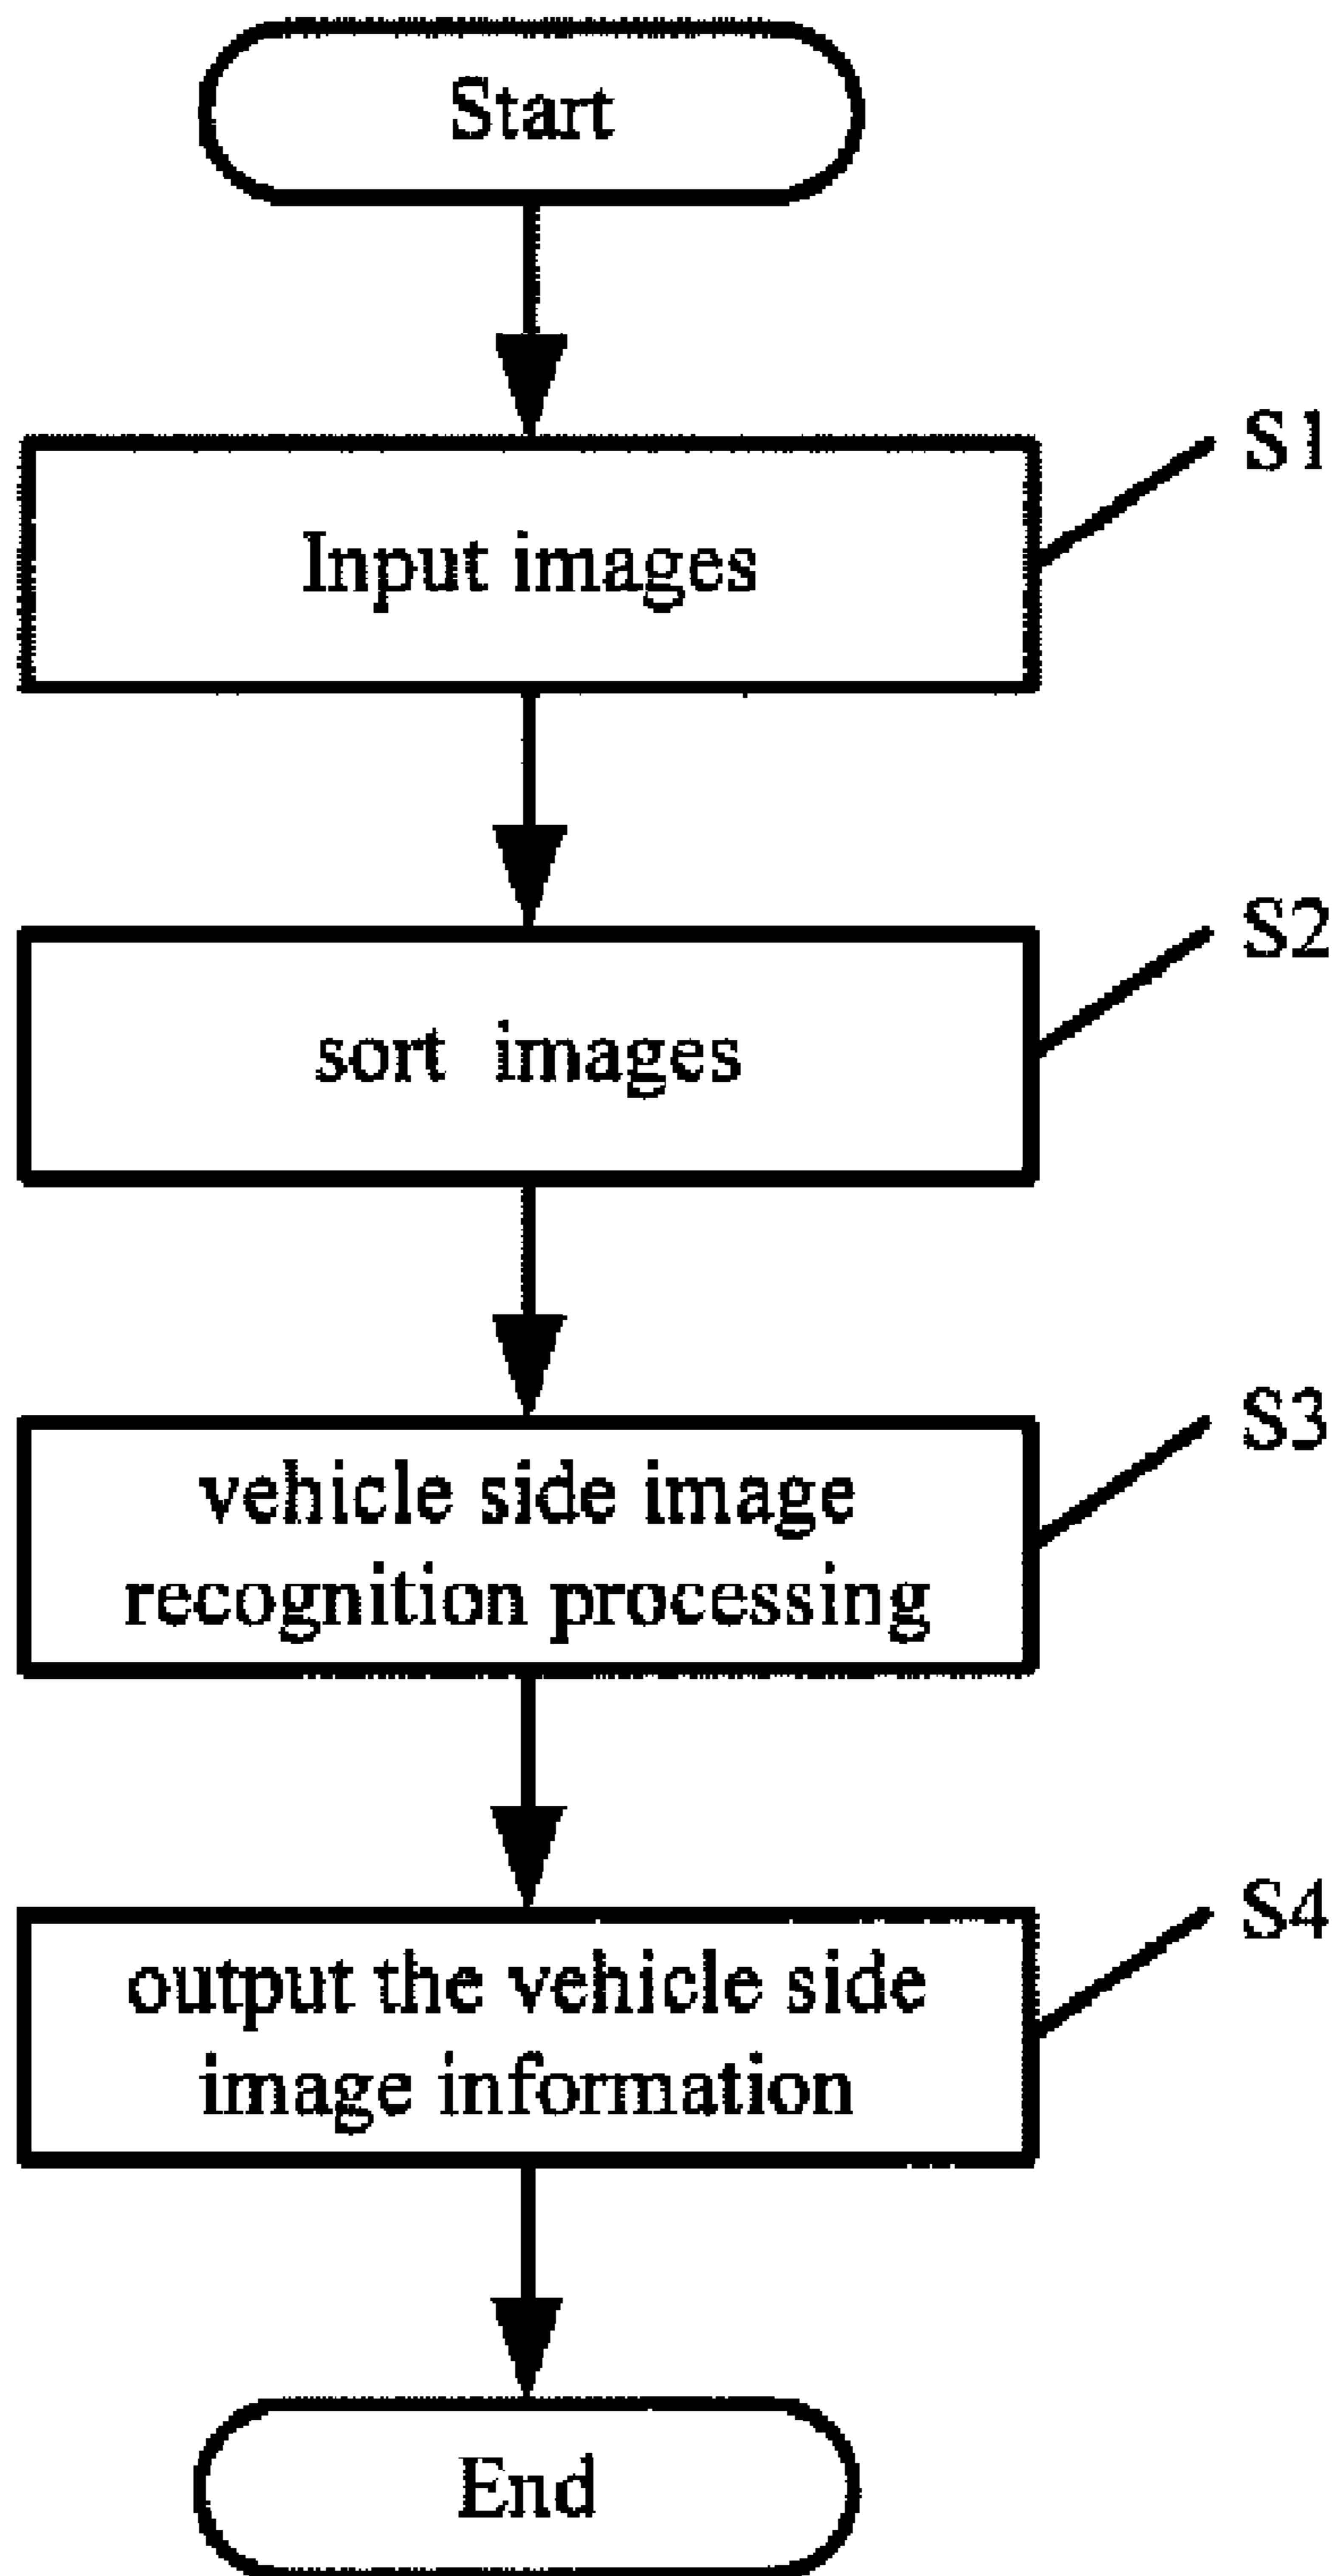 Start
S1
Input images
S2
sort images
S3
vehicle side image
recognition processing
S4
output the vehicle side
image information
End